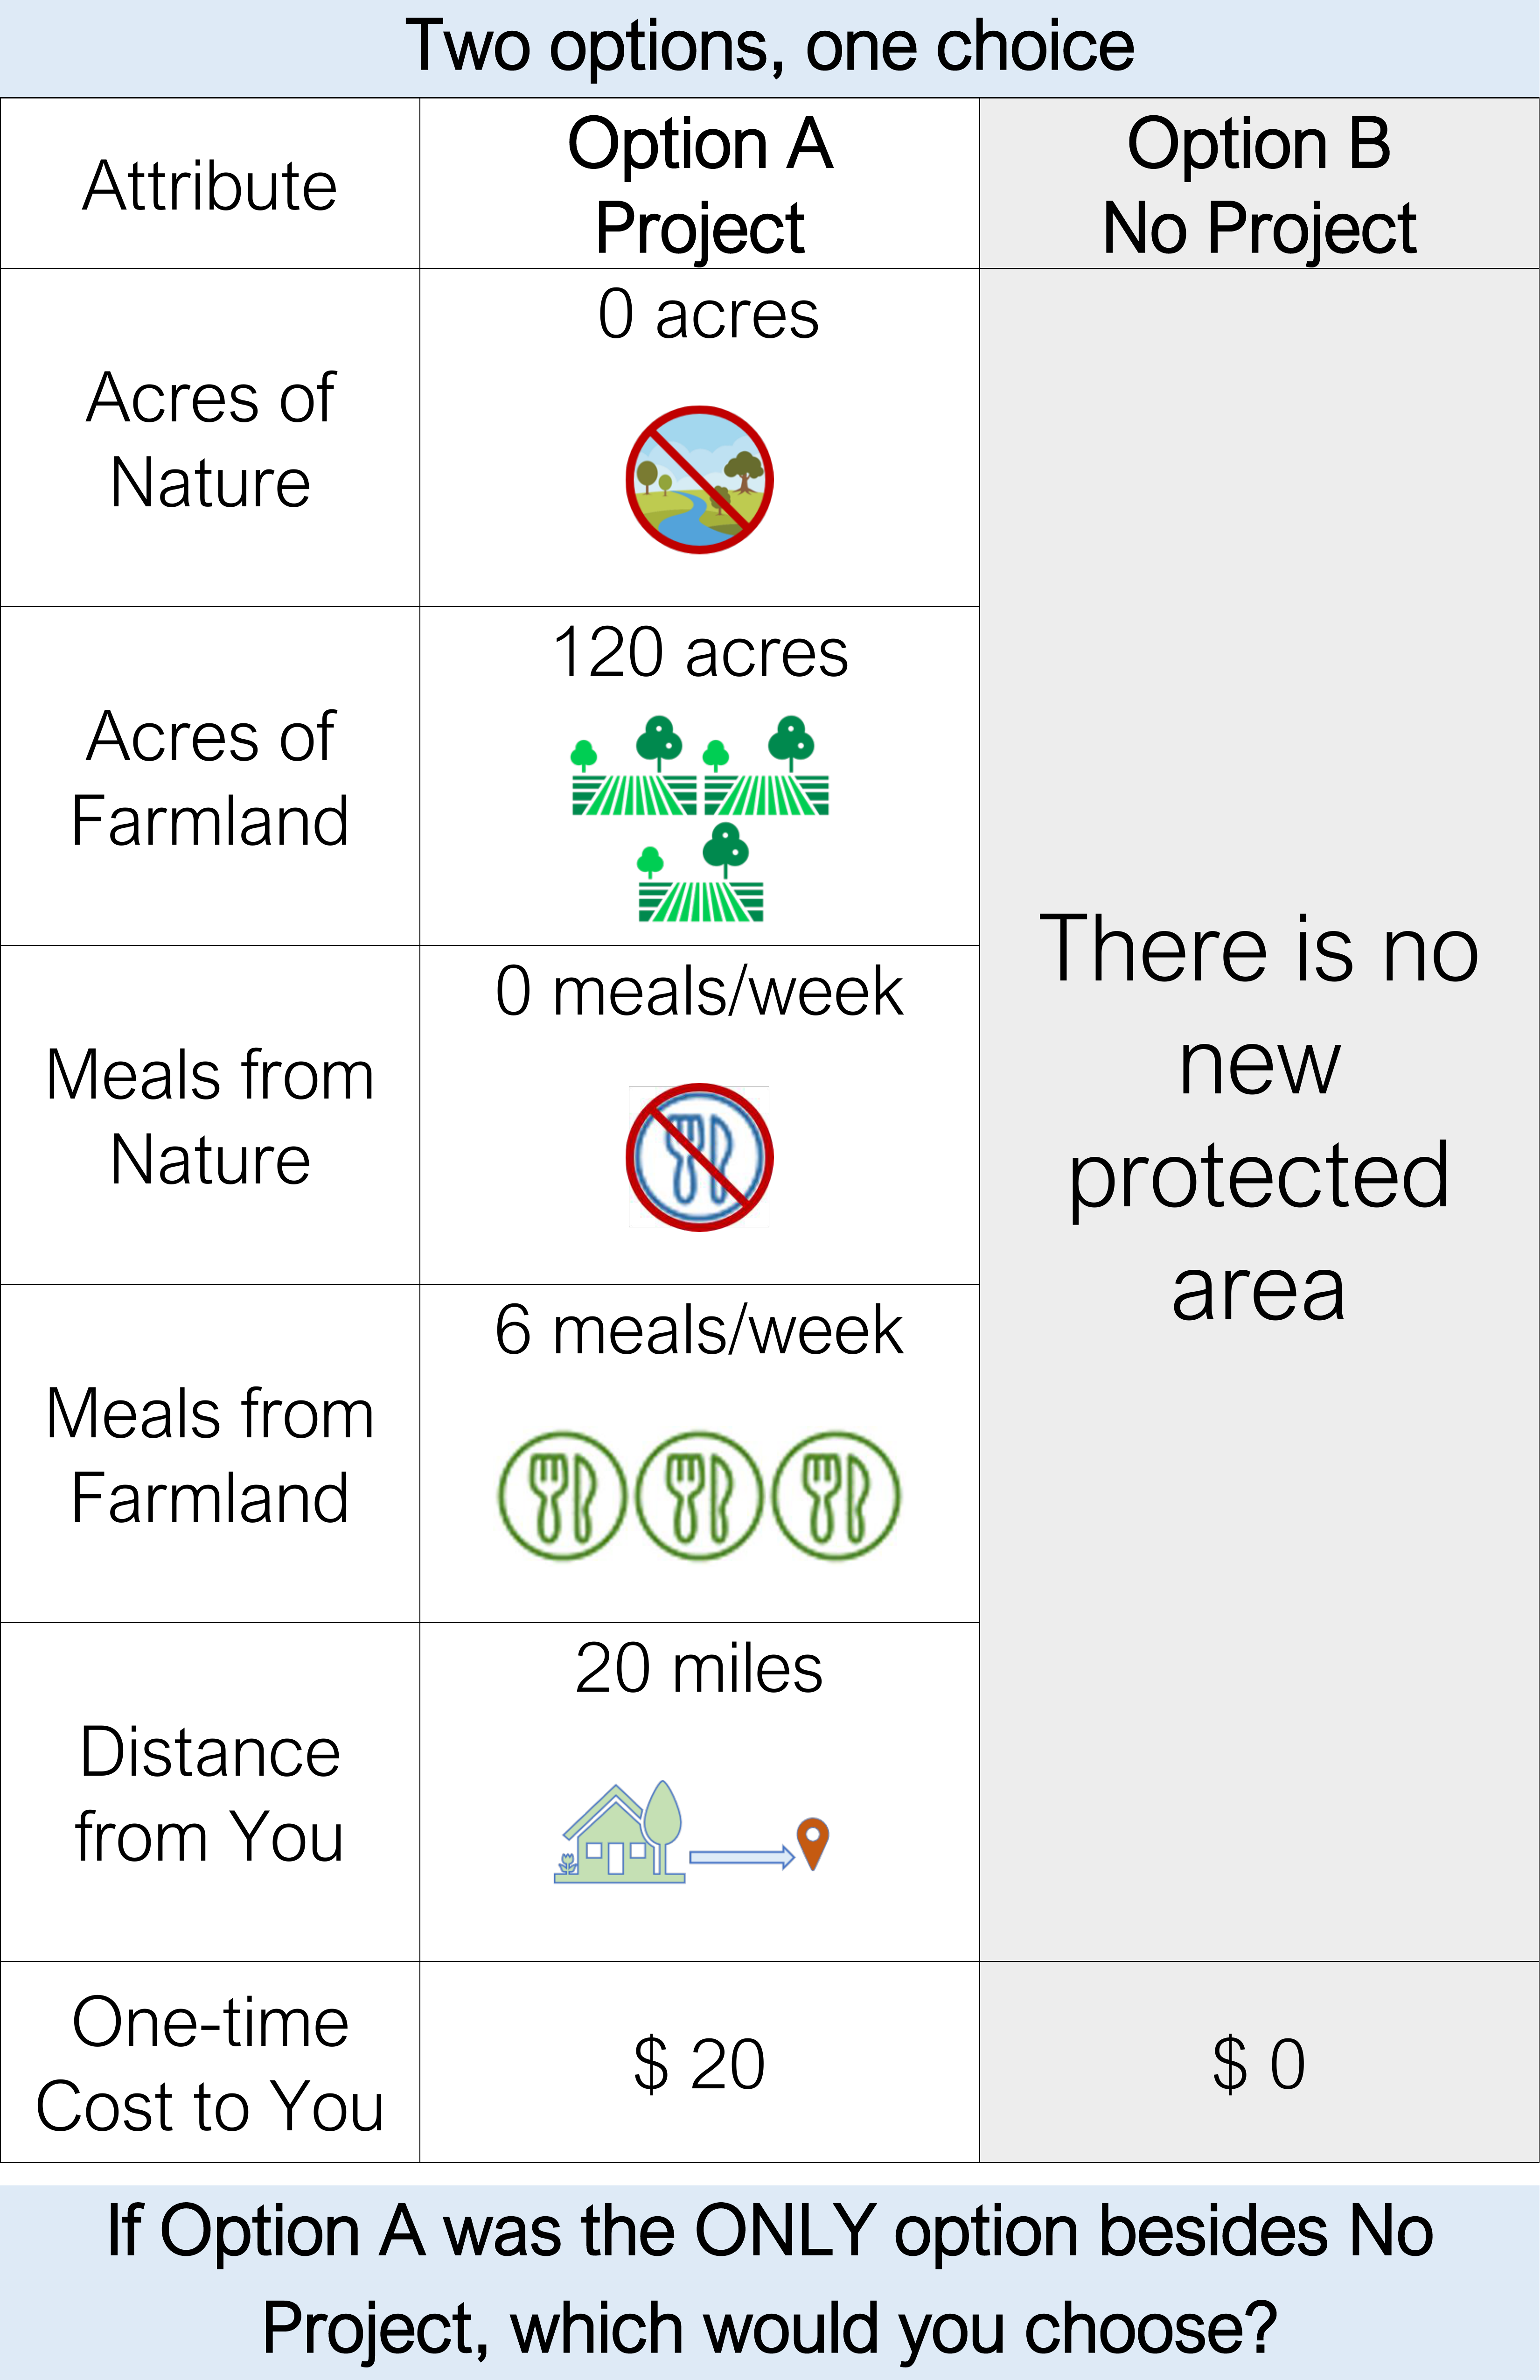 Two options, one choice
Attribute
Option A
Project
Option B
No Project
Acres of
Nature
0 acres
Acres of
Farmland
120 acres
Meals from
Nature
0 meals/week
Meals from
Farmland
6 meals/week
Distance
from You
20 miles
There is no
new
protected
area
One-time
Cost to You
$ 20
$ 0
If Option A was the ONLY option besides No
Project, which would you choose?